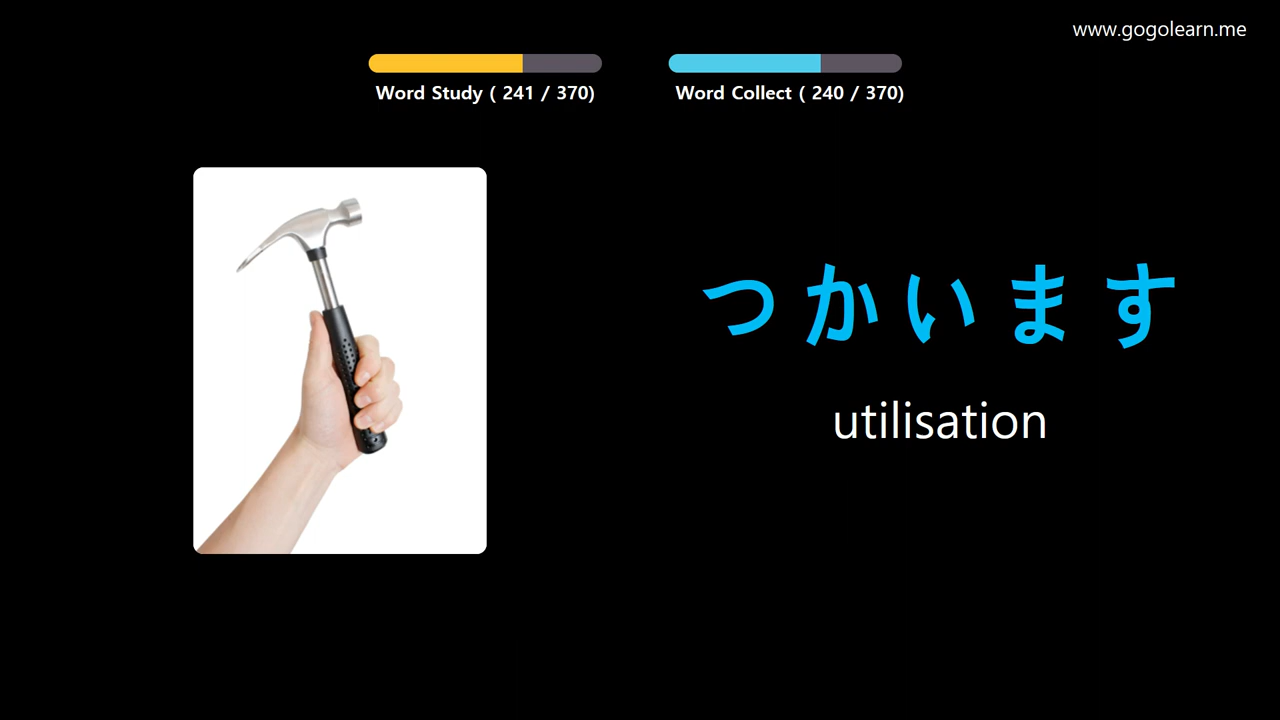 www.gogolearn.me
Word Study ( 241 / 370)
Word Collect ( 240 / 370)
つかいます
utilisation